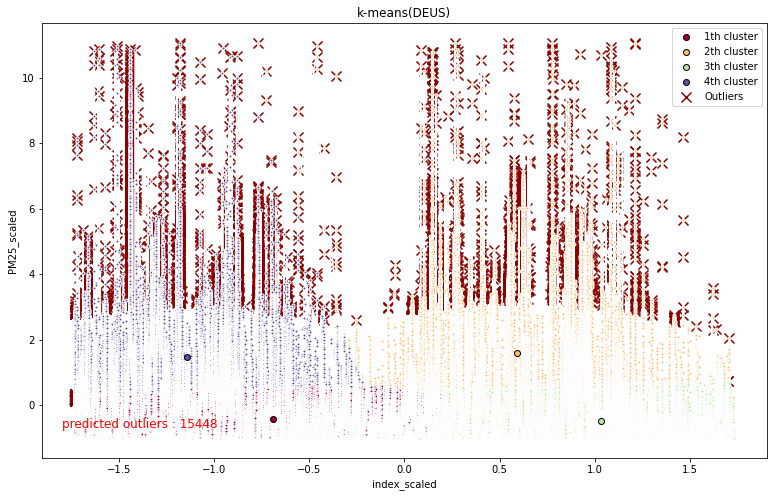 k-means(DEUS)
1th cluster
2th cluster
3th cluster
4th cluster
Outliers
PM25_scaled
10
8
6
4
2
0
predicted outliers : 15448
−1.5 −1.0 −0.5 0.0 0.5 1.0 1.5
index_scaled